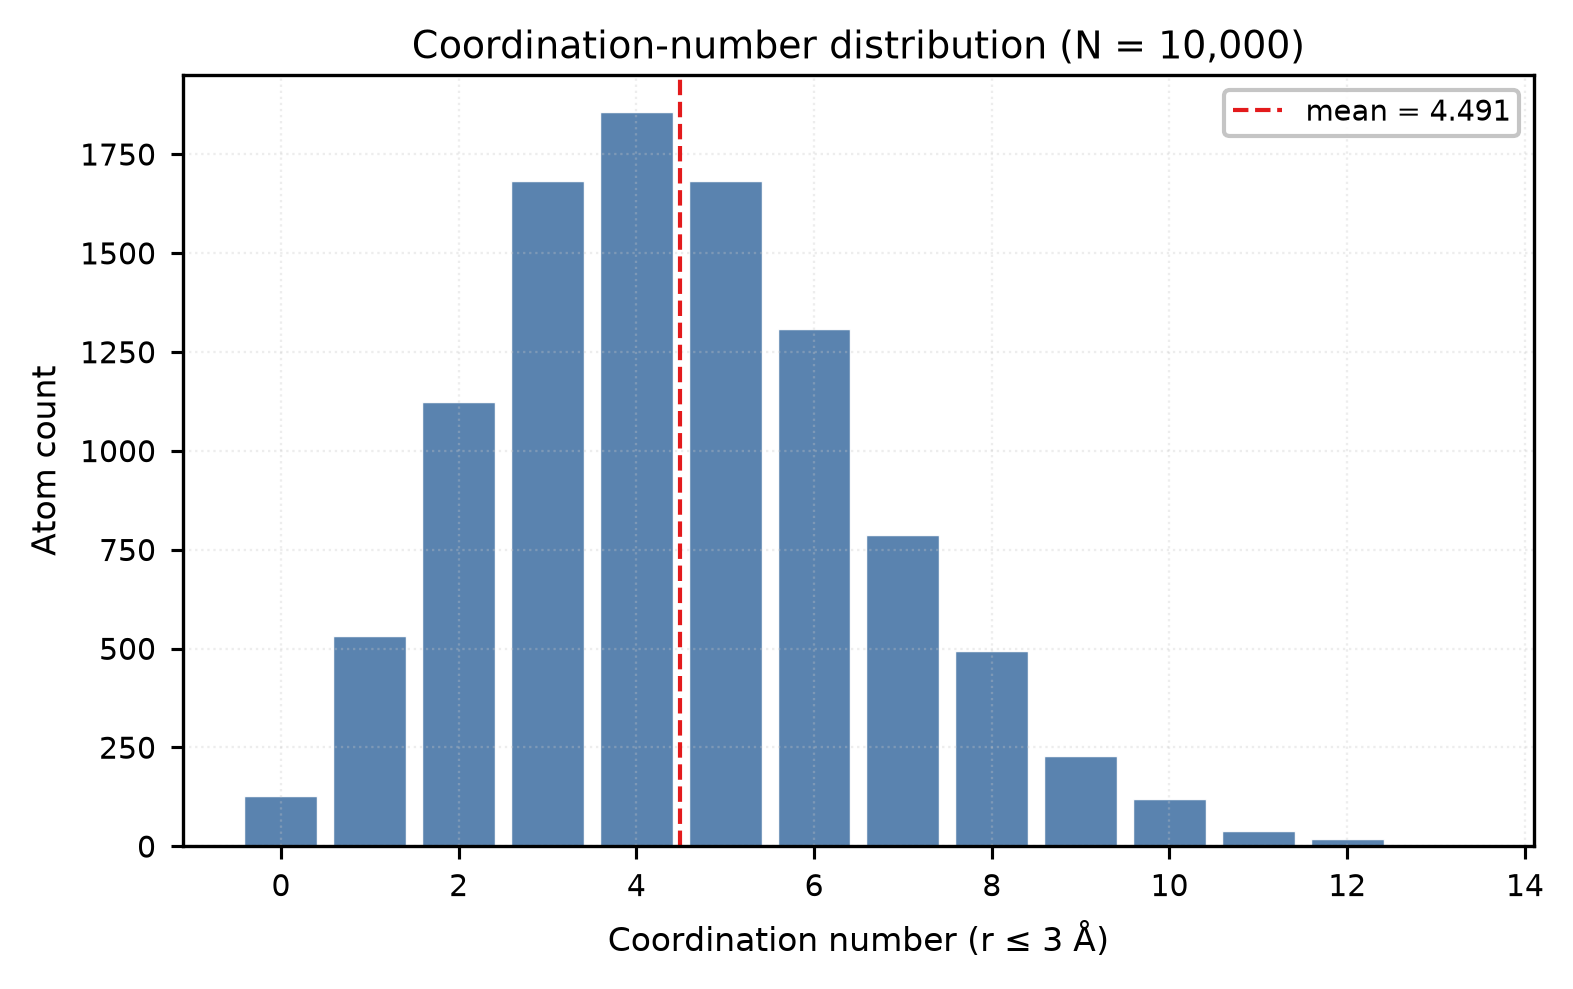 Coordination-number distribution (N = 10,000)
mean = 4.491
1750
1500
1250
1000
750
500
250
0
Atom count
0 2 4 6 8 10 12 14
Coordination number (r ≤ 3 Å)